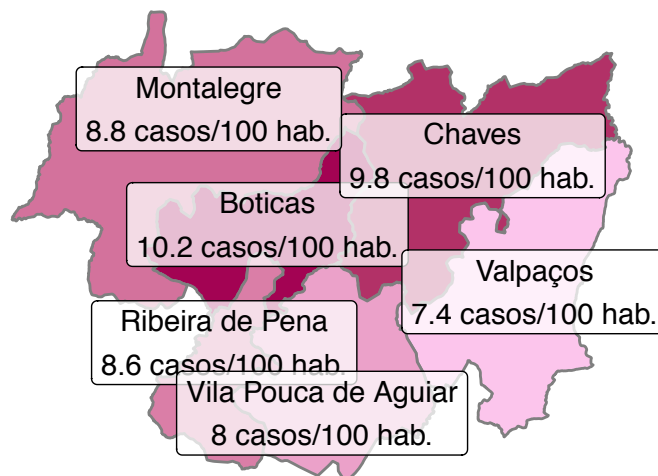 Montalegre
8.8 casos/100 hab.
Chaves
9.8 casos/100 hab.
Boticas
10.2 casos/100 hab.
Valpaços
7.4 casos/100 hab.
Ribeira de Pena
8.6 casos/100 hab.
Vila Pouca de Aguiar
8 casos/100 hab.